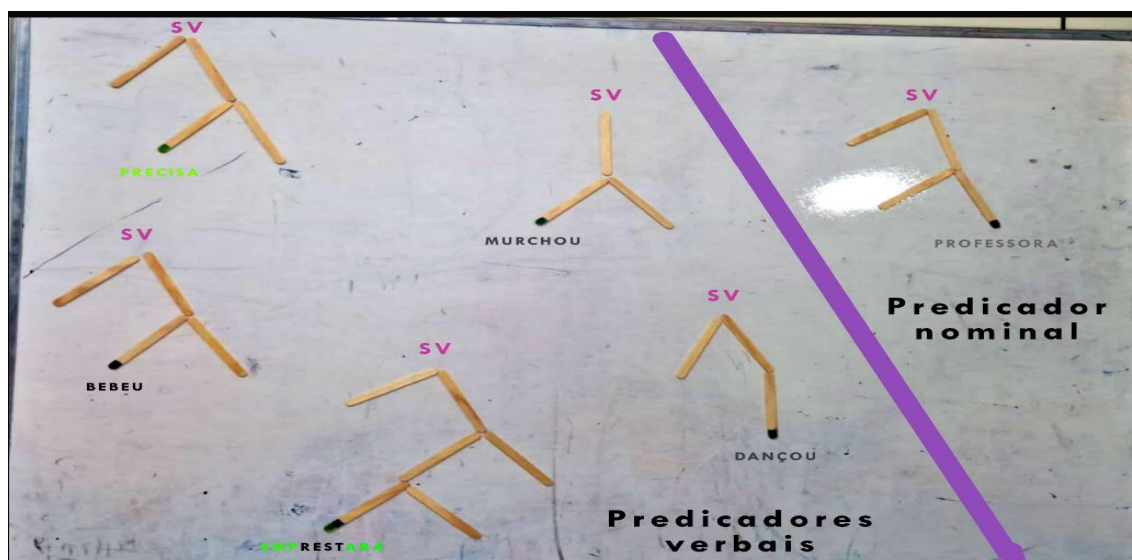 SV
PRECISA
SV
BEBEU
SV
EMPRESTARÁ
SV
MURCHOU
SV
DANÇOU
Predicadores
verbais
SV
PROFESSORA
Predicador
nominal